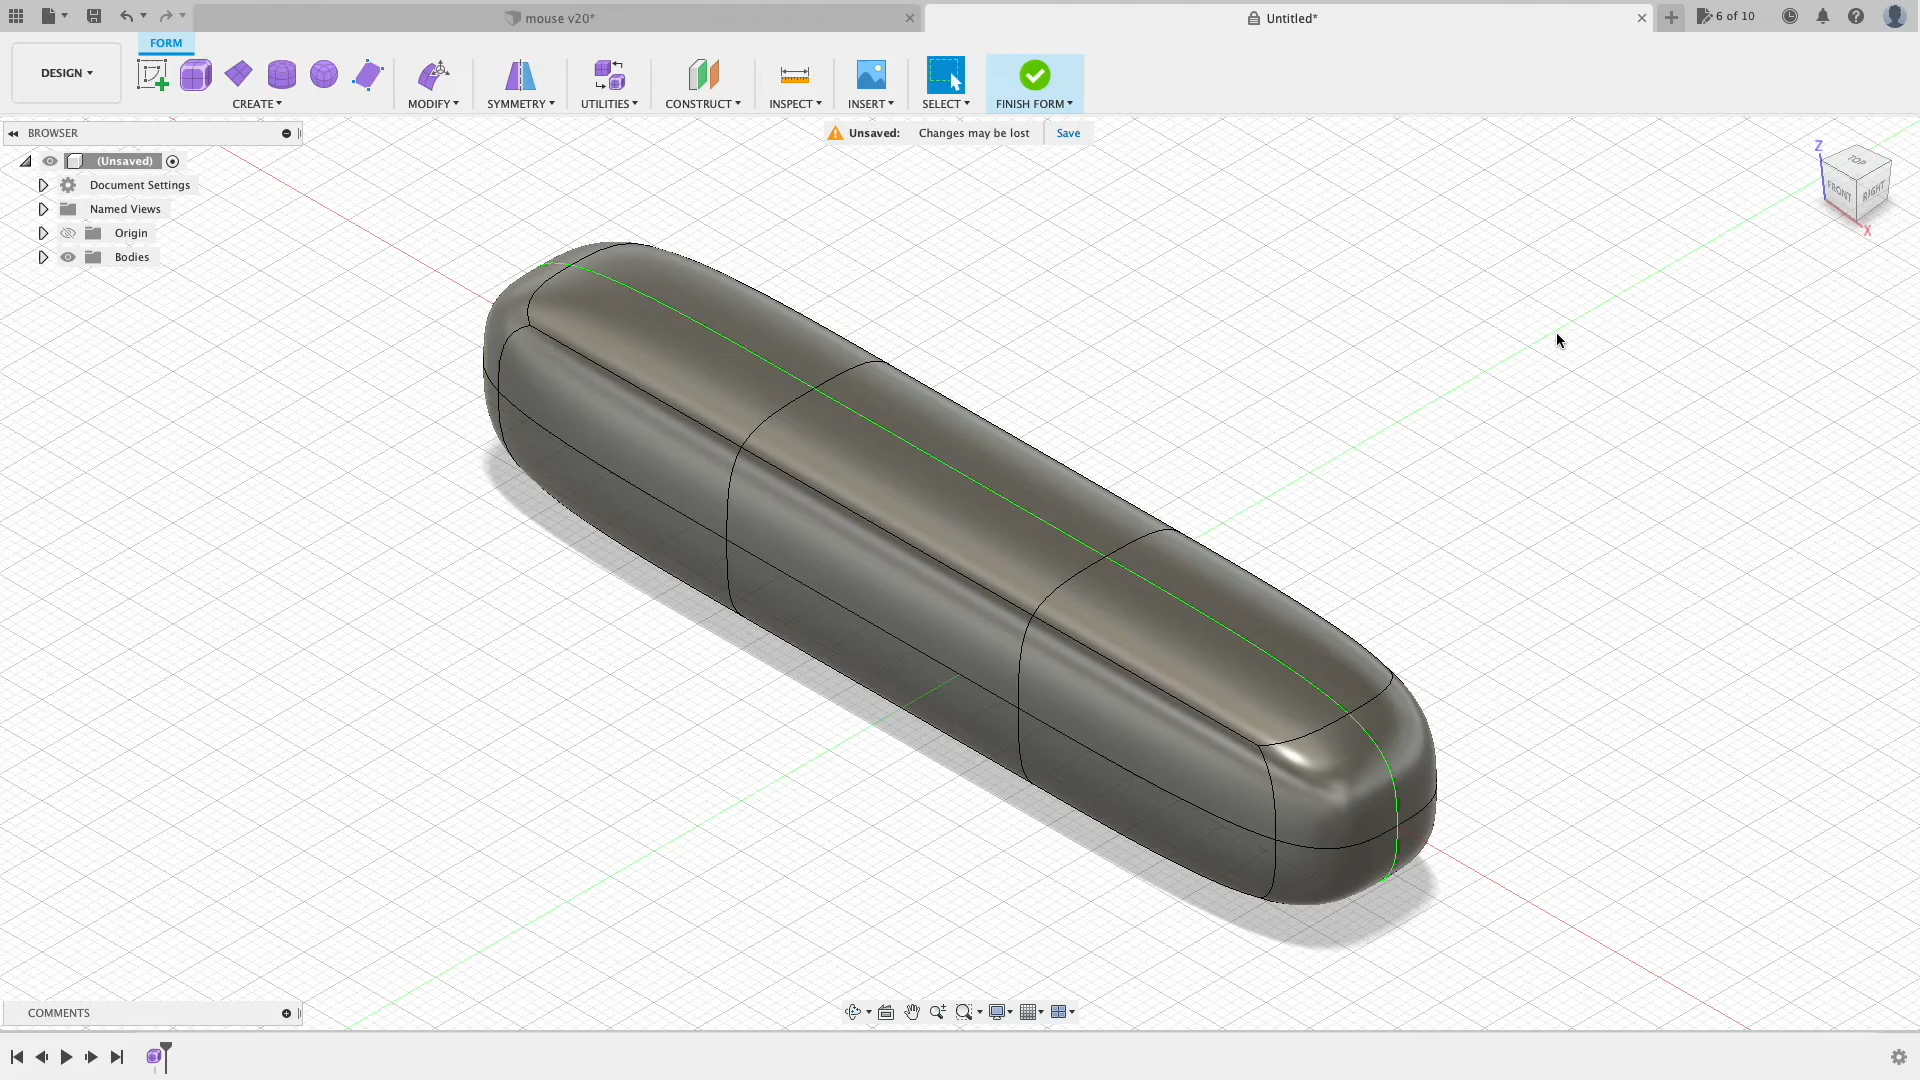 mouse v20*
Untitled*
6 of 10
FORM
DESIGN
CREATE
MODIFY
SYMMETRY
UTILITIES
CONSTRUCT
INSPECT
INSERT
SELECT
FINISH FORM
BROWSER
Unsaved: Changes may be lost Save
(Unsaved)
Document Settings
Named Views
Origin
Bodies
Z
TOP
FRONT
RIGHT
X
COMMENTS